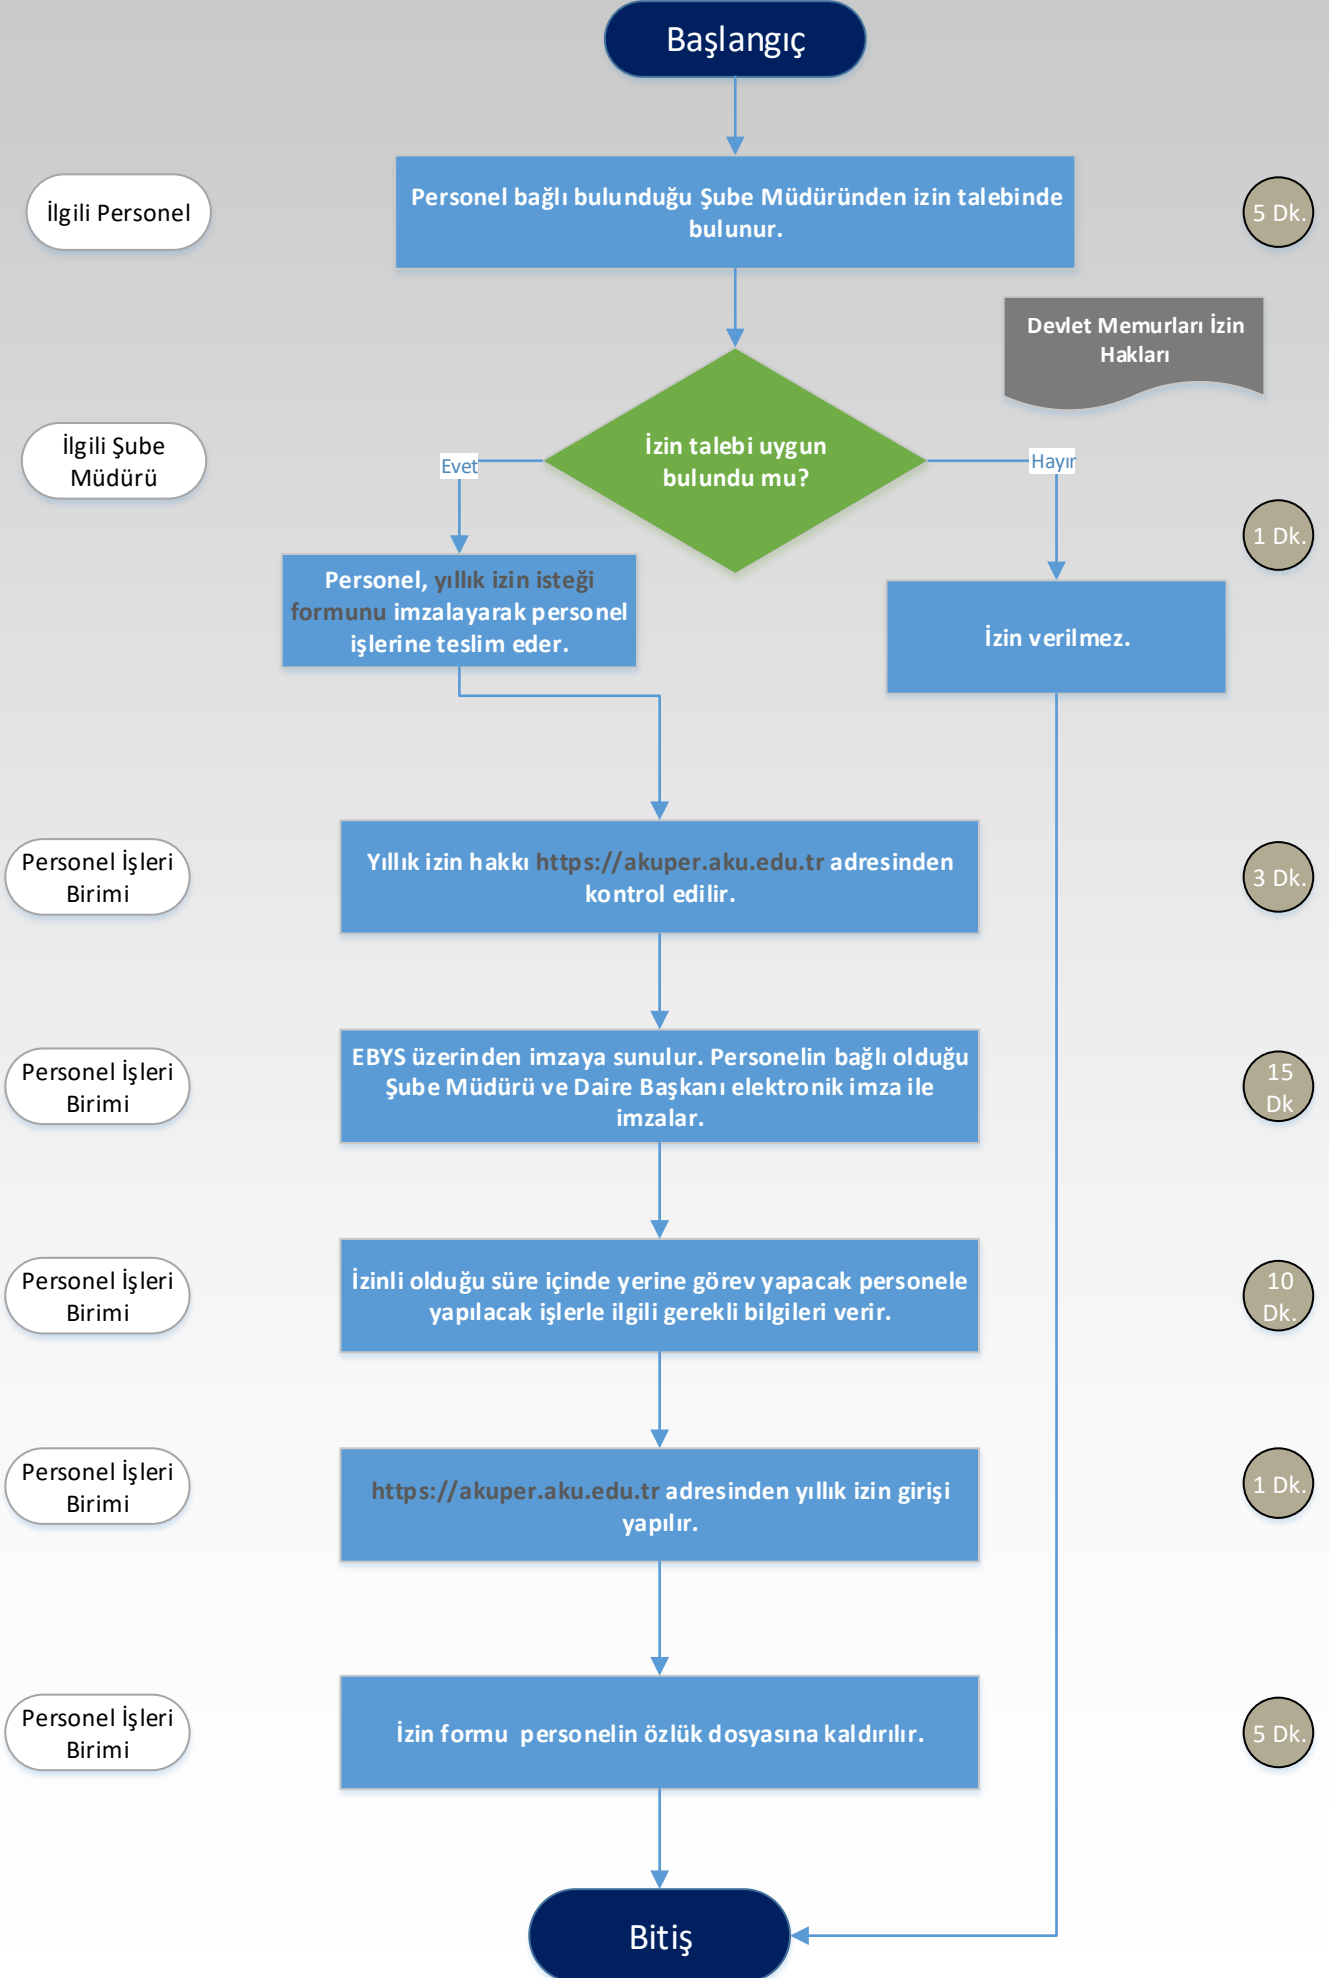 Başlangıç
İlgili Personel
Personel bağlı bulunduğu Şube Müdüründen izin talebinde
bulunur.
5 Dk.
Devlet Memurları İzin
Hakları
İlgili Şube
Müdürü
İzin talebi uygun
bulundu mu?
Evet
Hayır
1 Dk.
Personel, yıllık izin isteği
formunu imzalayarak personel
işlerine teslim eder.
İzin verilmez.
Personel İşleri
Birimi
Yıllık izin hakkı https://akuper.aku.edu.tr adresinden
kontrol edilir.
3 Dk.
Personel İşleri
Birimi
EBYS üzerinden imzaya sunulur. Personelin bağlı olduğu
Şube Müdürü ve Daire Başkanı elektronik imza ile
imzalar.
15
Dk
Personel İşleri
Birimi
İzinli olduğu süre içinde yerine görev yapacak personele
yapılacak işlerle ilgili gerekli bilgileri verir.
10
Dk.
Personel İşleri
Birimi
https://akuper.aku.edu.tr adresinden yıllık izin girişi
yapılır.
1 Dk.
Personel İşleri
Birimi
İzin formu  personelin özlük dosyasına kaldırılır.
5 Dk.
Bitiş